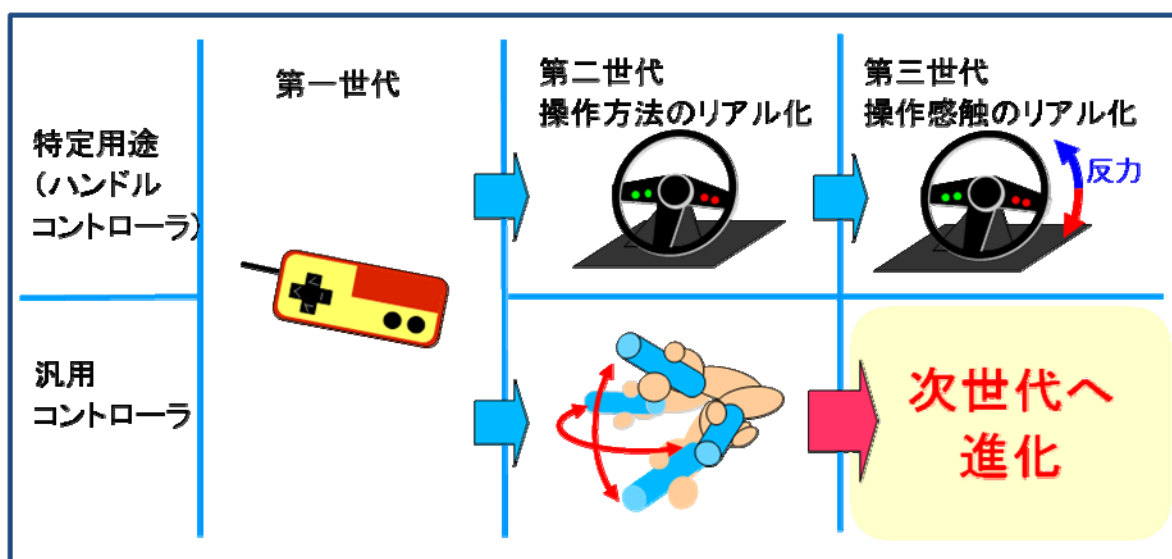 第一世代
第二世代
操作方法のリアル化
第三世代
操作感触のリアル化
特定用途
(ハンドル
コントローラ)
反力
汎用
コントローラ
次世代へ
進化